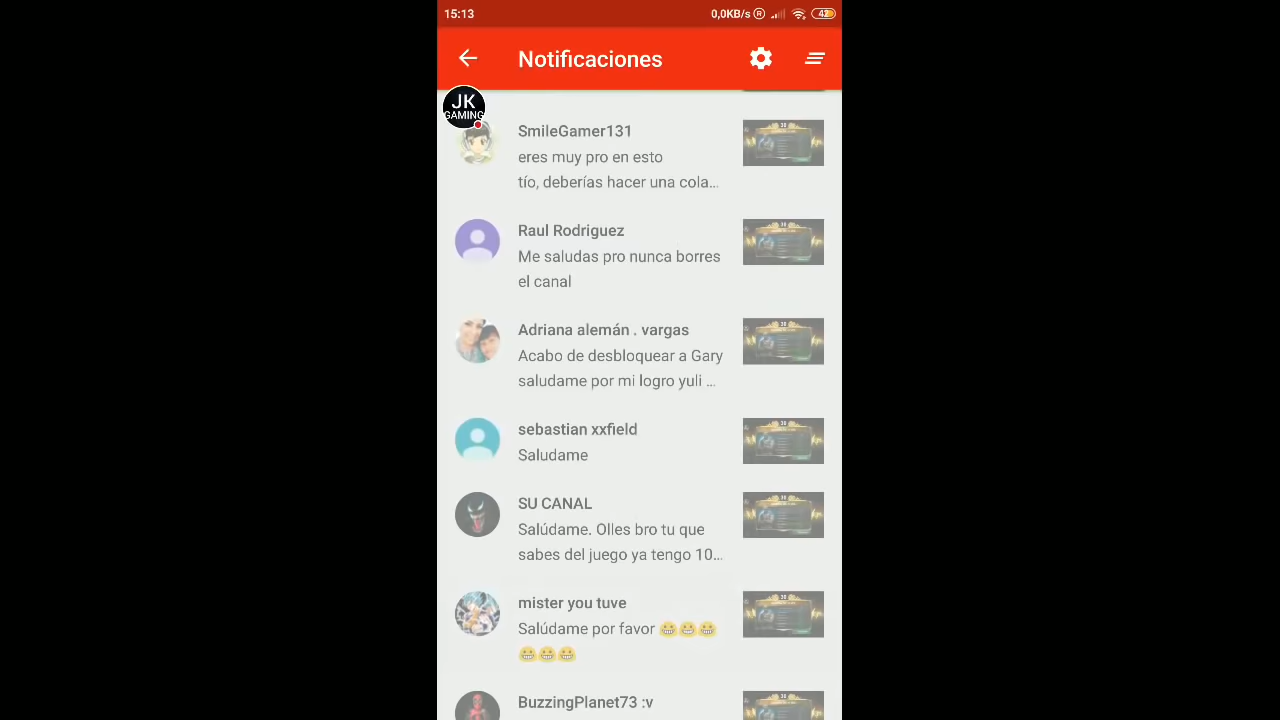 15:13
0,0KB/s R 42
Notificaciones
JK
GAMING
SmileGamer131
eres muy pro en esto
tío, deberías hacer una cola...
Raul Rodriguez
Me saludas pro nunca borres
el canal
Adriana alemán . vargas
Acabo de desbloquear a Gary
saludame por mi logro yuli ...
sebastian xxfield
Saludame
SU CANAL
Salúdame. Olles bro tu que
sabes del juego ya tengo 10...
mister you tuve
Salúdame por favor 😬😬😬
😬😬😬
BuzzingPlanet73 :v